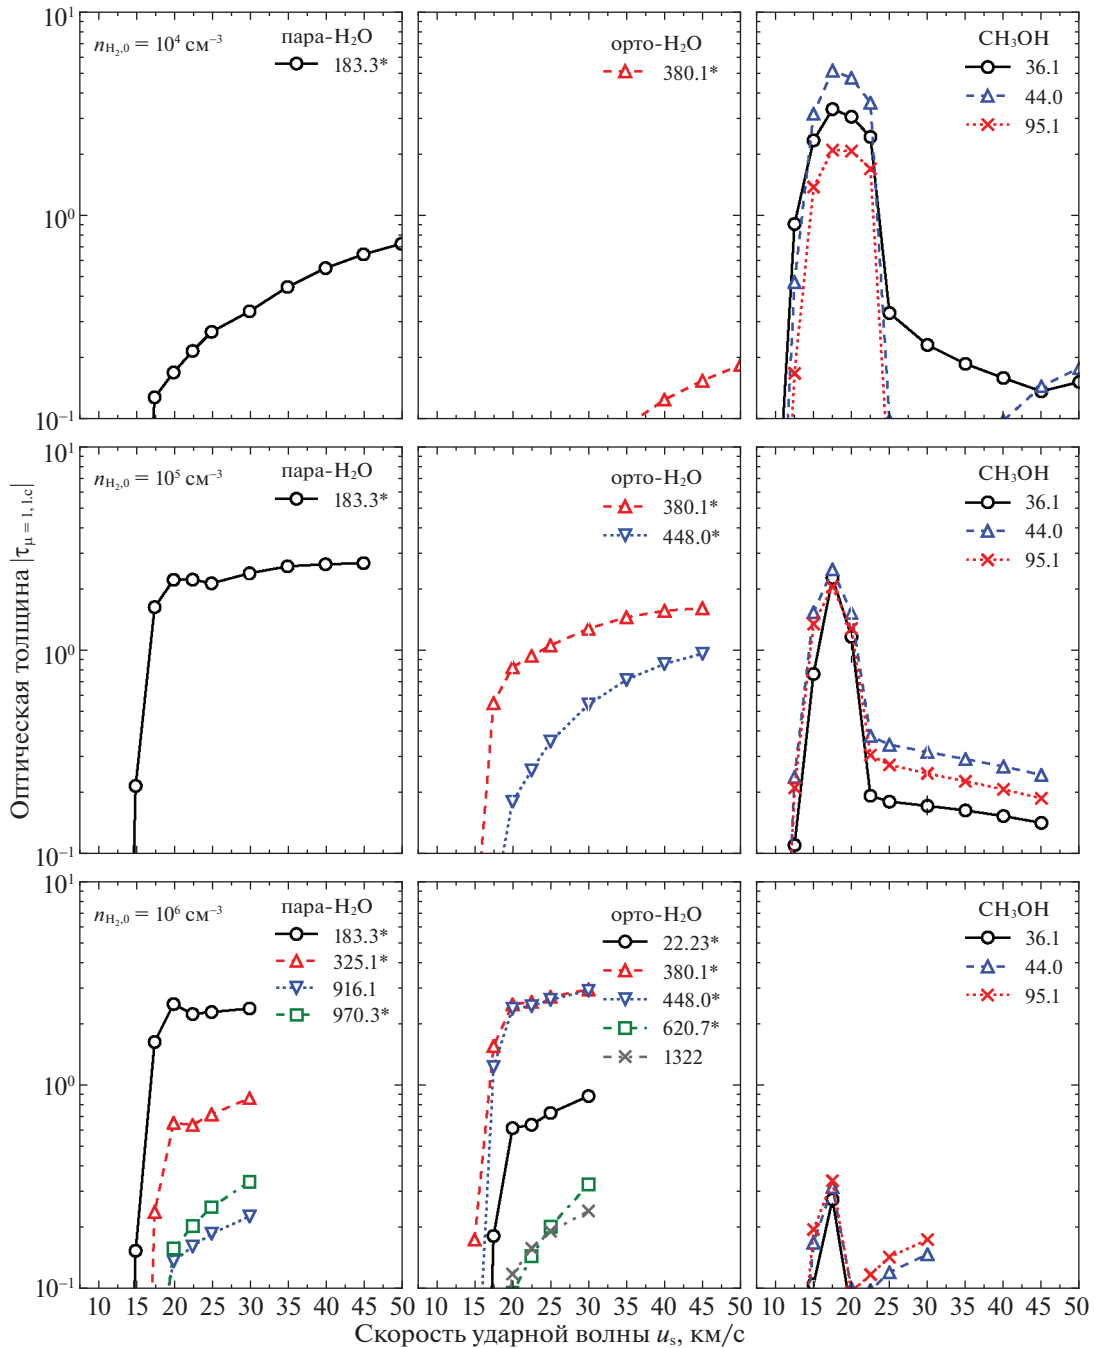 n_{H₂,0} = 10⁴ см⁻³
пара-H₂O
183.3*
орто-H₂O
380.1*
CH₃OH
36.1
44.0
95.1
10¹
10⁰
10⁻¹
n_{H₂,0} = 10⁵ см⁻³
пара-H₂O
183.3*
орто-H₂O
380.1*
448.0*
CH₃OH
36.1
44.0
95.1
10¹
10⁰
10⁻¹
Оптическая толщина |τ_{μ = 1, l.c}|
n_{H₂,0} = 10⁶ см⁻³
пара-H₂O
183.3*
325.1*
916.1
970.3*
орто-H₂O
22.23*
380.1*
448.0*
620.7*
1322
CH₃OH
36.1
44.0
95.1
10¹
10⁰
10⁻¹
10 15 20 25 30 35 40 45 50
10 15 20 25 30 35 40 45 50
10 15 20 25 30 35 40 45 50
Скорость ударной волны u_s, км/с